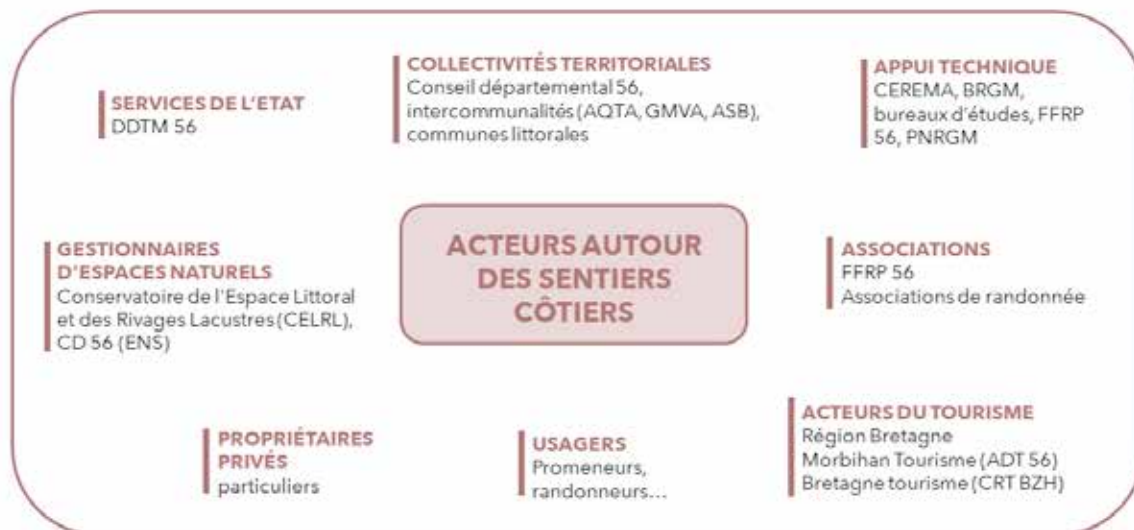 SERVICES DE L'ETAT
DDTM 56
COLLECTIVITÉS TERRITORIALES
Conseil départemental 56,
intercommunalités (AQTA, GMVA, ASB),
communes littorales
APPUI TECHNIQUE
CEREMA, BRGM,
bureaux d'études, FFRP
56, PNRGM
GESTIONNAIRES
D'ESPACES NATURELS
Conservatoire de l'Espace Littoral
et des Rivages Lacustres (CELRL),
CD 56 (ENS)
ACTEURS AUTOUR
DES SENTIERS
CÔTIERS
ASSOCIATIONS
FFRP 56
Associations de randonnée
PROPRIÉTAIRES
PRIVÉS
particuliers
USAGERS
Promeneurs,
randonneurs...
ACTEURS DU TOURISME
Région Bretagne
Morbihan Tourisme (ADT 56)
Bretagne tourisme (CRT BZH)